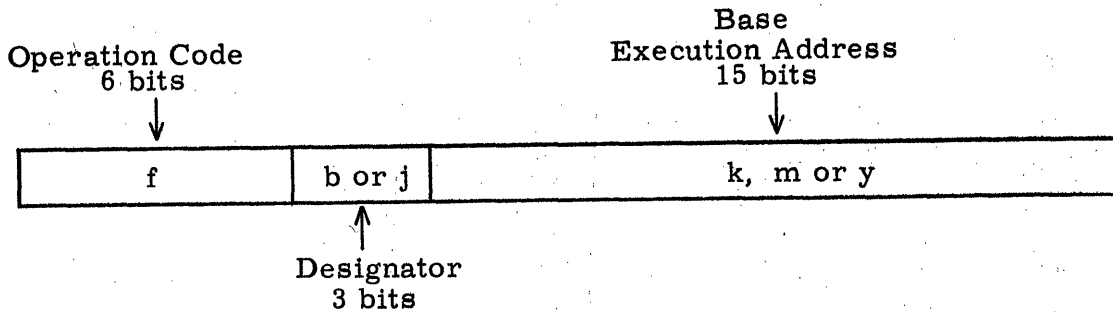 Operation Code
6 bits
Base
Execution Address
15 bits
f
b or j
k, m or y
Designator
3 bits